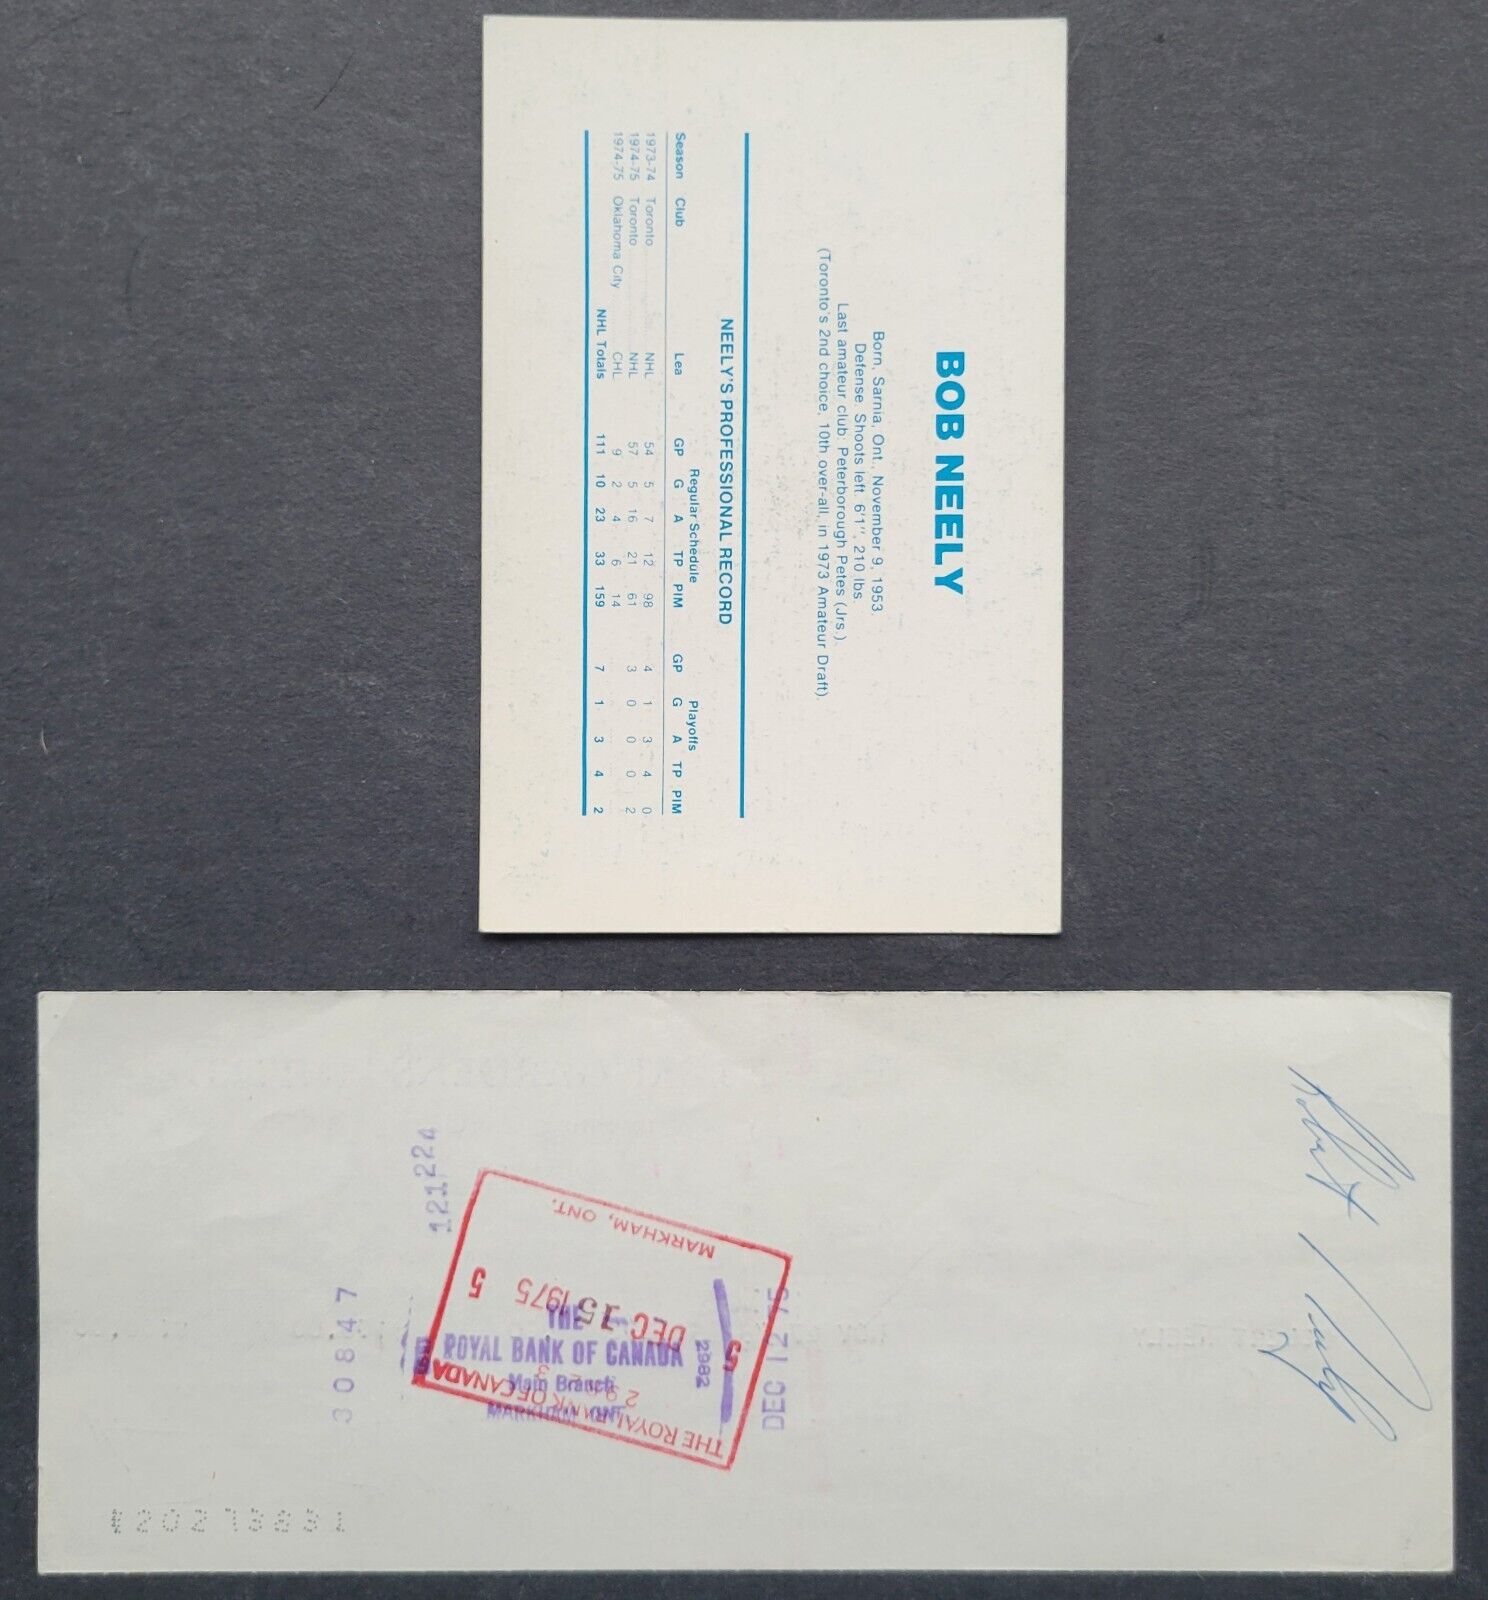 BOB NEELY
Born, Sarnia, Ont., November 9, 1953.
Defense. Shoots left. 6'1", 210 lbs.
Last amateur club: Peterborough Petes (Jrs.).
(Toronto's 2nd choice, 10th over-all, in 1973 Amateur Draft).
NEELY'S PROFESSIONAL RECORD
Regular Schedule Playoffs
Season Club Lea GP G A TP PIM GP G A TP PIM
1973-74 Toronto NHL 54 5 7 12 98 4 1 3 4 0
1974-75 Toronto NHL 57 5 16 21 61 3 0 0 0 2
1974-75 Oklahoma City CHL 9 2 4 6 14
NHL Totals 111 10 23 33 159 7 1 3 4 2
Robert Neely
121224
30847
MARKHAM, ONT.
5 DEC 15 1975 5
THE ROYAL BANK OF CANADA
THE
ROYAL BANK OF CANADA
Main Branch
MARKHAM ONT
2982
DEC 12 75